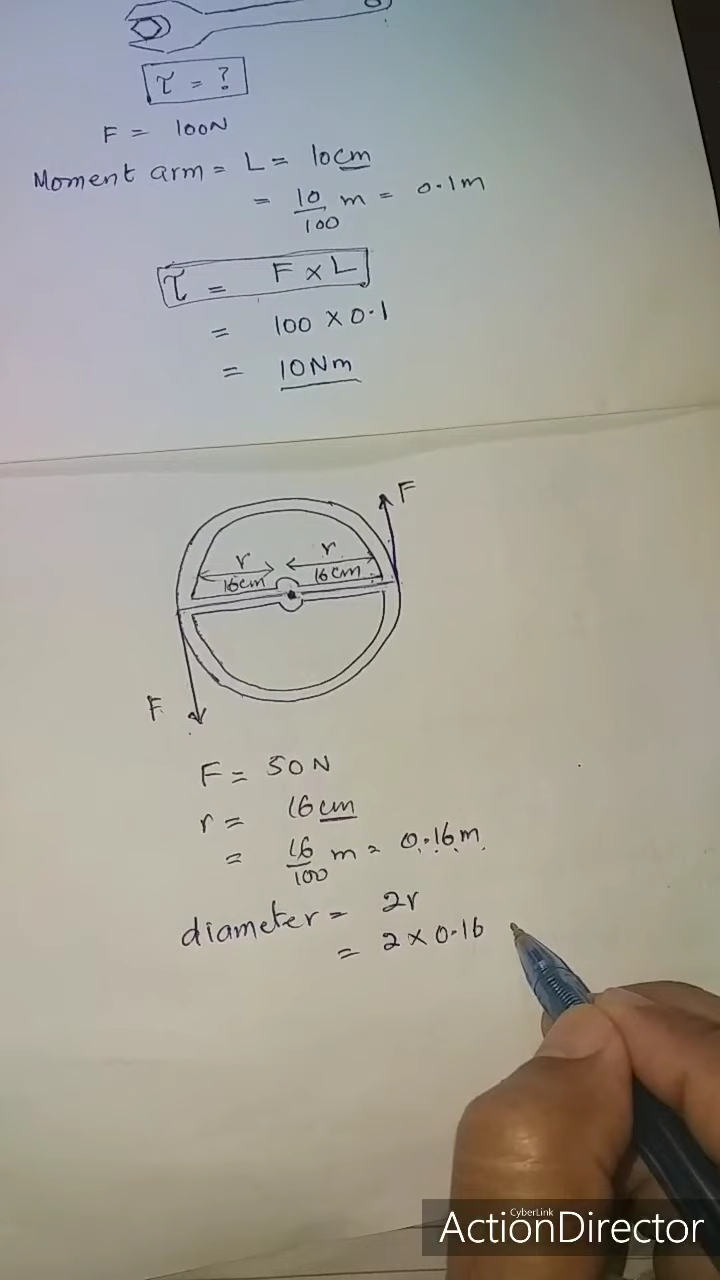 τ = ?
F = 100N
Moment arm = L = 10cm
= 10/100 m = 0.1m
τ = F × L
= 100 × 0.1
= 10Nm
F
r r
16cm 16cm
F
F = 50N
r = 16cm
= 16/100 m = 0.16m
diameter = 2r
= 2 × 0.16
CyberLink
ActionDirector